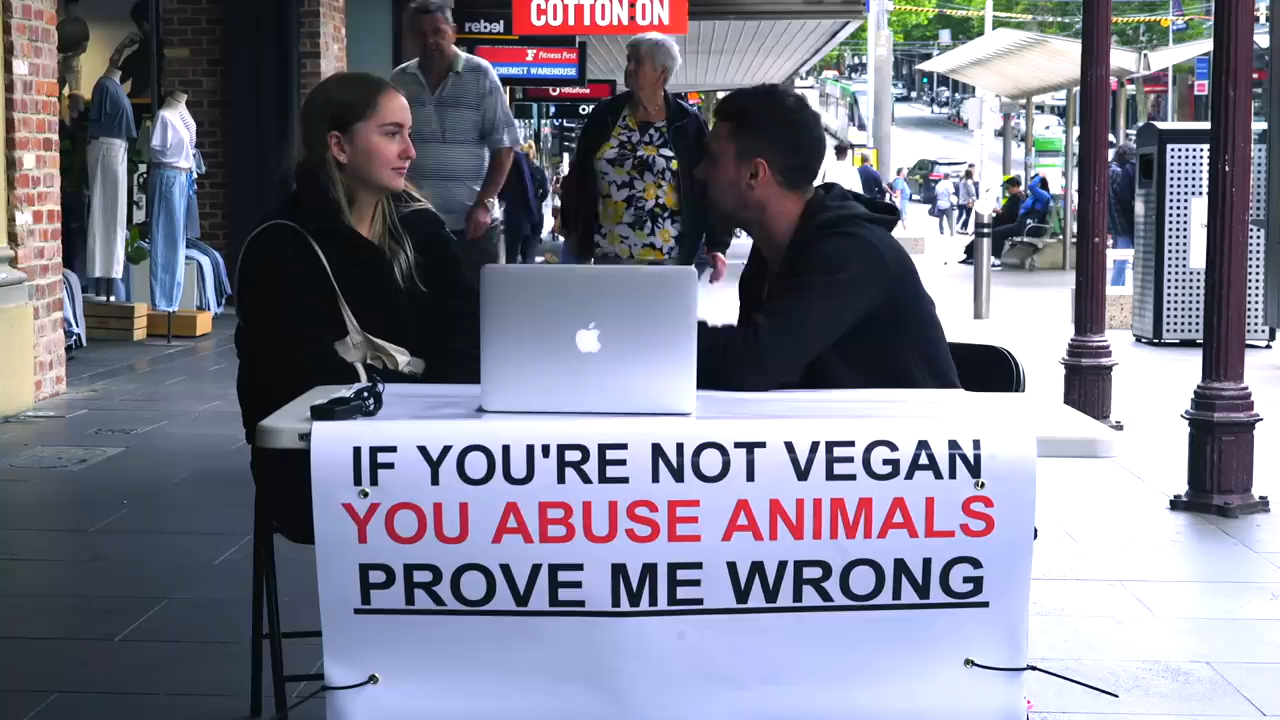 COTTON:ON
rebel
fitness first
CHEMIST WAREHOUSE
vodafone
IF YOU'RE NOT VEGAN
YOU ABUSE ANIMALS
PROVE ME WRONG